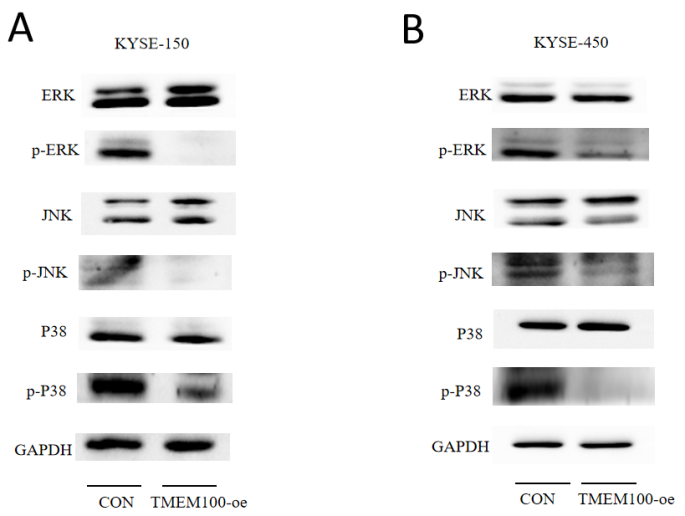 A
KYSE-150
ERK
p-ERK
JNK
p-JNK
P38
p-P38
GAPDH
CON TMEM100-oe
B
KYSE-450
ERK
p-ERK
JNK
p-JNK
P38
p-P38
GAPDH
CON TMEM100-oe